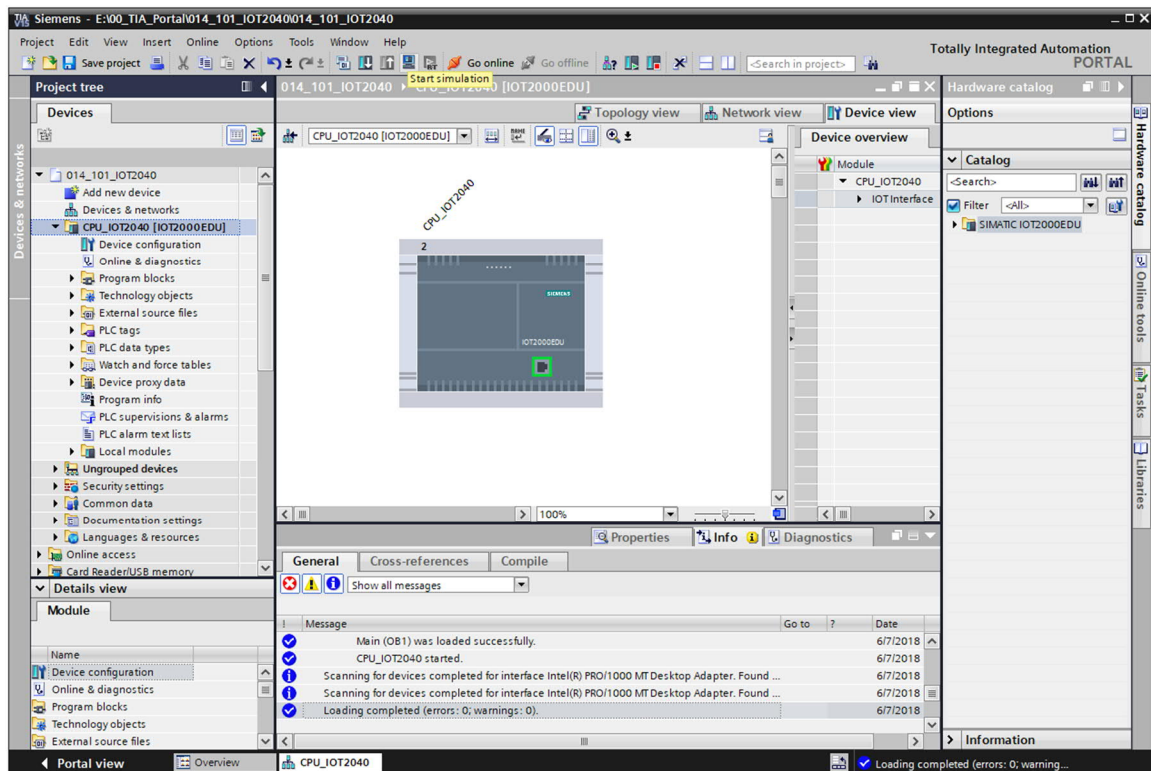 Siemens - E:\00_TIA_Portal\014_101_IOT2040\014_101_IOT2040
Project Edit View Insert Online Options Tools Window Help
Totally Integrated Automation
PORTAL
Save project Go online Go offline <Search in project>
Start simulation
Project tree
014_101_IOT2040 CPU_IOT2040 [IOT2000EDU]
Hardware catalog
Devices
Topology view Network view Device view
Options
CPU_IOT2040 [IOT2000EDU]
Device overview
Module
CPU_IOT2040
IOT Interface
Catalog
<Search>
Filter <All>
SIMATIC IOT2000EDU
Devices & networks
014_101_IOT2040
Add new device
Devices & networks
CPU_IOT2040 [IOT2000EDU]
Device configuration
Online & diagnostics
Program blocks
Technology objects
External source files
PLC tags
PLC data types
Watch and force tables
Device proxy data
Program info
PLC supervisions & alarms
PLC alarm text lists
Local modules
Ungrouped devices
Security settings
Common data
Documentation settings
Languages & resources
Online access
Card Reader/USB memory
CPU_IOT2040
2
SIEMENS
IOT2000EDU
100%
Hardware catalog
Online tools
Tasks
Libraries
Properties Info Diagnostics
General Cross-references Compile
Show all messages
! Message Go to ? Date
Main (OB1) was loaded successfully. 6/7/2018
CPU_IOT2040 started. 6/7/2018
Scanning for devices completed for interface Intel(R) PRO/1000 MT Desktop Adapter. Found ... 6/7/2018
Scanning for devices completed for interface Intel(R) PRO/1000 MT Desktop Adapter. Found ... 6/7/2018
Loading completed (errors: 0; warnings: 0). 6/7/2018
Details view
Module
Name
Device configuration
Online & diagnostics
Program blocks
Technology objects
External source files
Information
Portal view Overview CPU_IOT2040 Loading completed (errors: 0; warning...